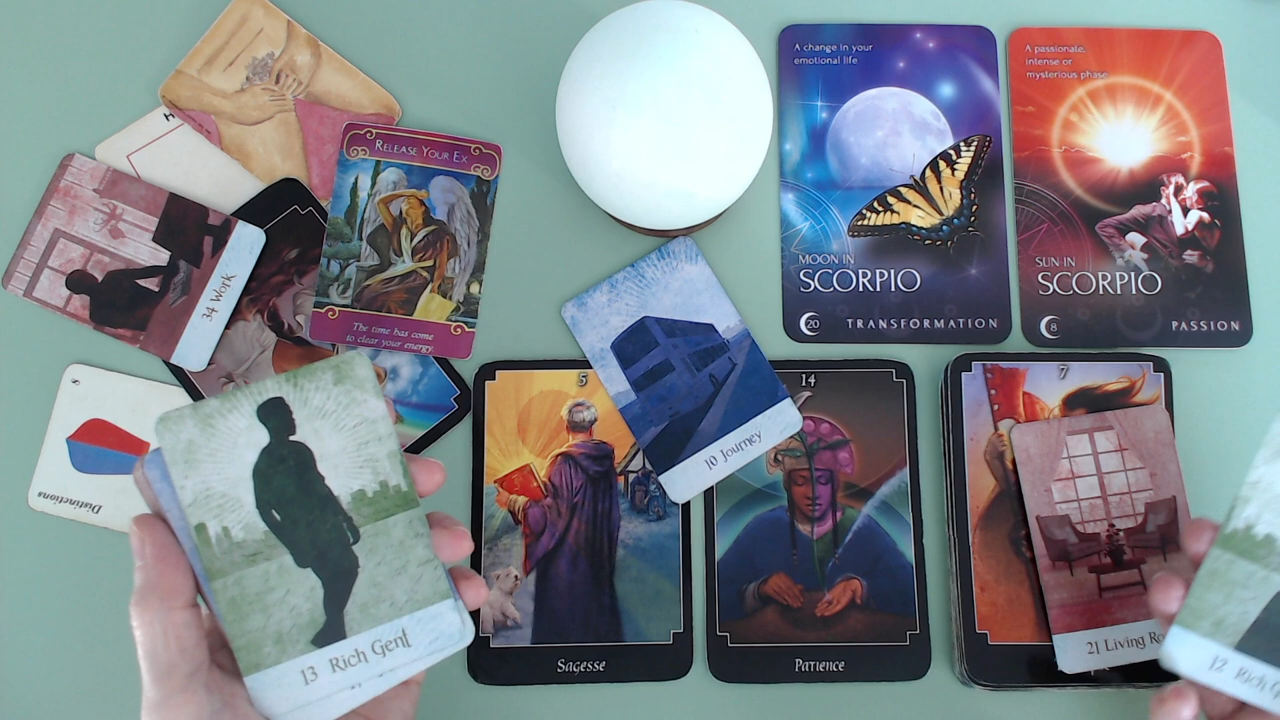 H
RELEASE YOUR EX
The time has come
to clear your energy
34 Work
S
Distinctions
13 Rich Gent
A change in your
emotional life
MOON IN
SCORPIO
20
TRANSFORMATION
A passionate,
intense or
mysterious phase
SUN IN
SCORPIO
8
PASSION
5
Sagesse
10 Journey
14
Patience
7
21 Living
12 Rich